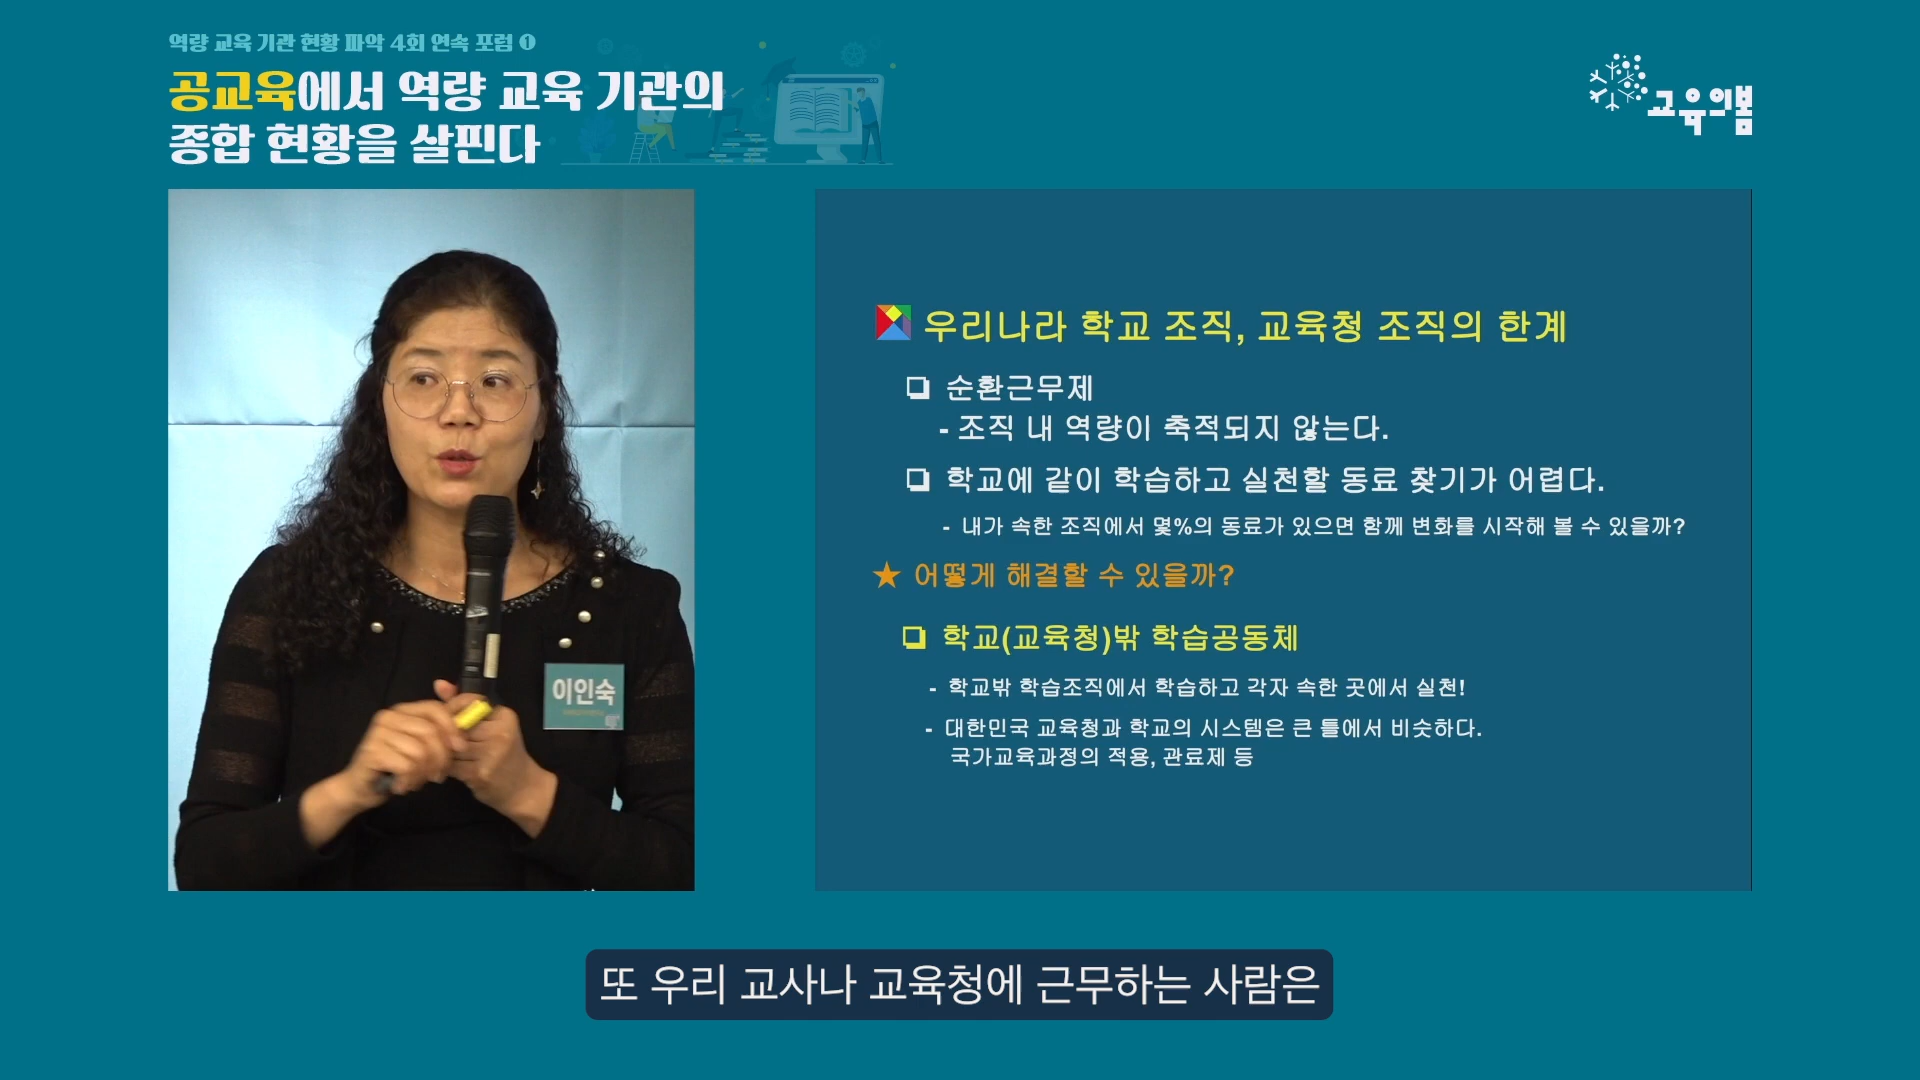 역량 교육 기관 현황 파악 4회 연속 포럼 ❶
공교육에서 역량 교육 기관의
종합 현황을 살핀다
교육의봄
이인숙
우리나라 학교 조직, 교육청 조직의 한계
❏ 순환근무제
- 조직 내 역량이 축적되지 않는다.
❏ 학교에 같이 학습하고 실천할 동료 찾기가 어렵다.
- 내가 속한 조직에서 몇%의 동료가 있으면 함께 변화를 시작해 볼 수 있을까?
★ 어떻게 해결할 수 있을까?
❏ 학교(교육청)밖 학습공동체
- 학교밖 학습조직에서 학습하고 각자 속한 곳에서 실천!
- 대한민국 교육청과 학교의 시스템은 큰 틀에서 비슷하다.
국가교육과정의 적용, 관료제 등
또 우리 교사나 교육청에 근무하는 사람은